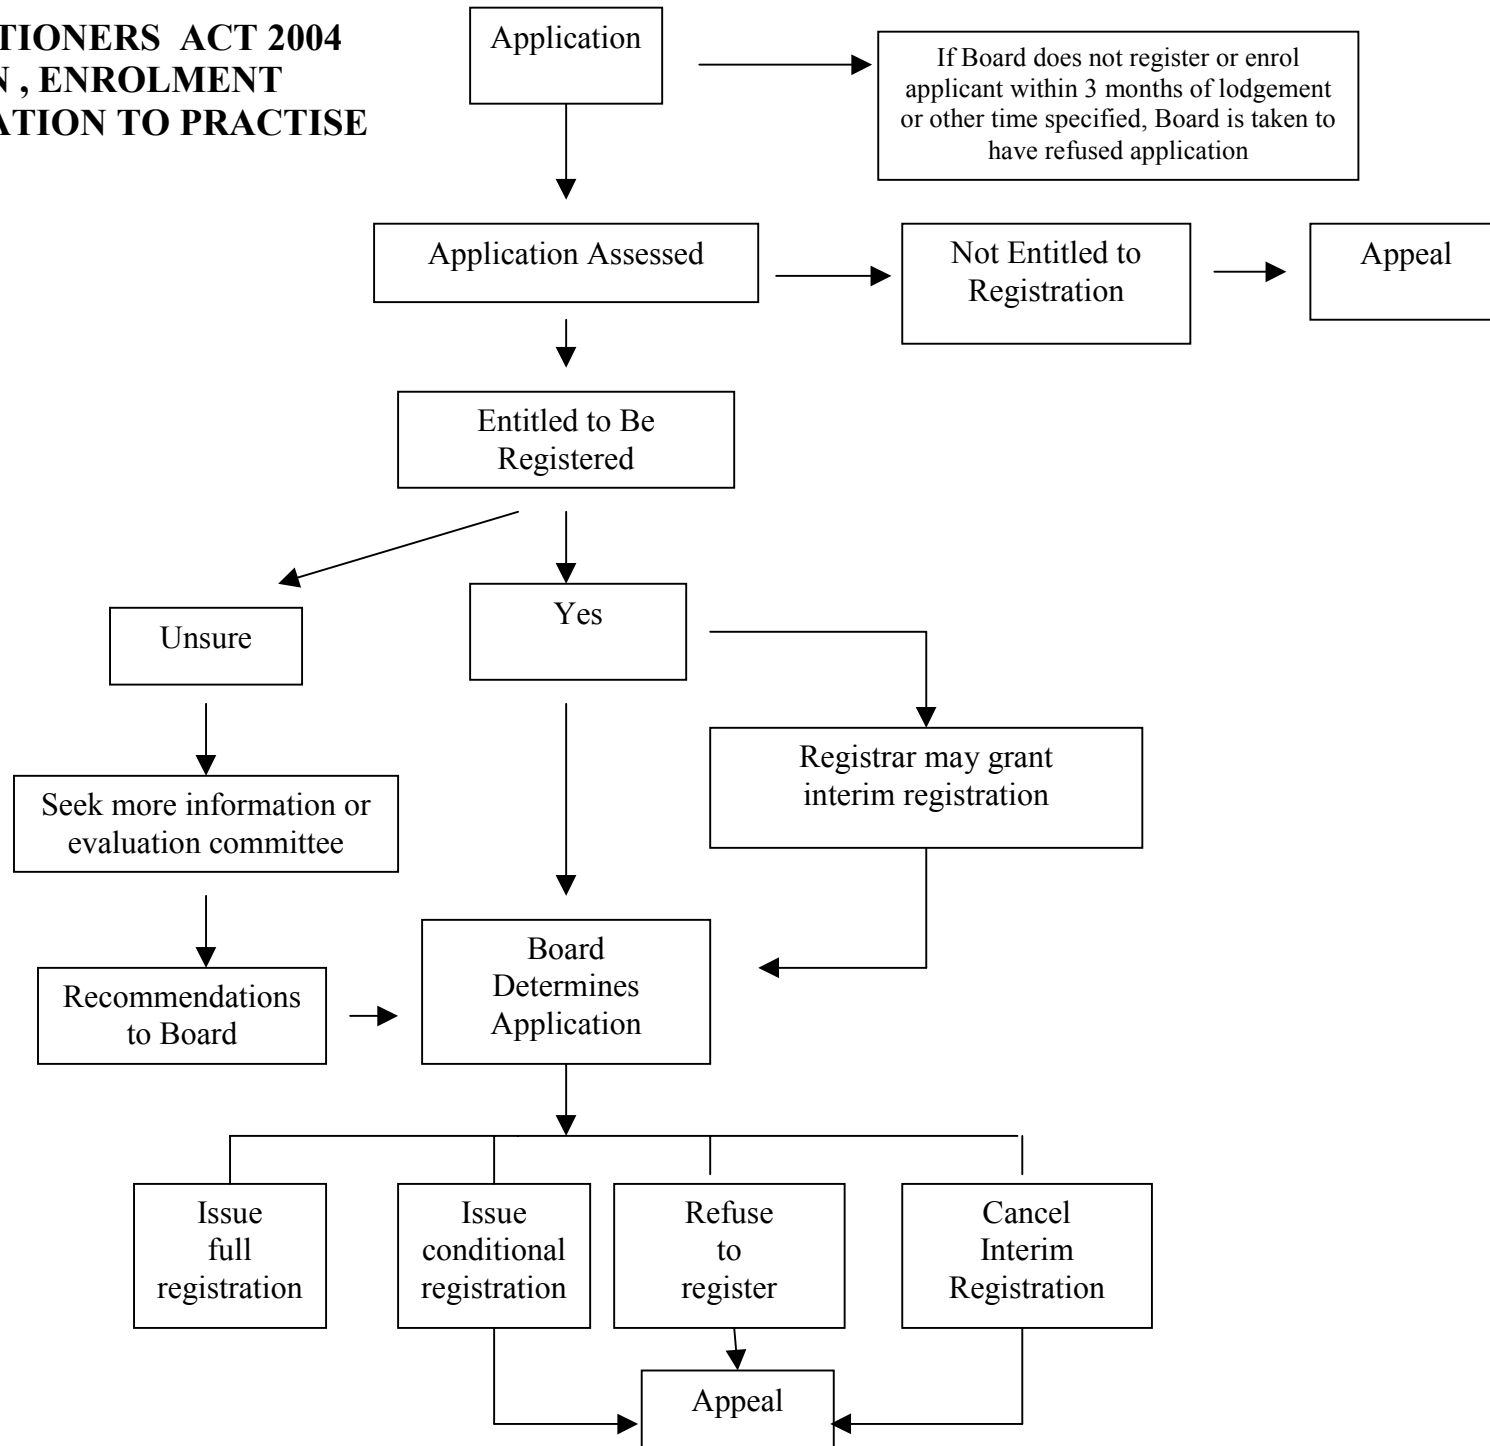 TIONERS ACT 2004
N , ENROLMENT
ATION TO PRACTISE
Application
If Board does not register or enrol
applicant within 3 months of lodgement
or other time specified, Board is taken to
have refused application
Application Assessed
Not Entitled to
Registration
Appeal
Entitled to Be
Registered
Unsure
Yes
Seek more information or
evaluation committee
Registrar may grant
interim registration
Recommendations
to Board
Board
Determines
Application
Issue
full
registration
Issue
conditional
registration
Refuse
to
register
Cancel
Interim
Registration
Appeal